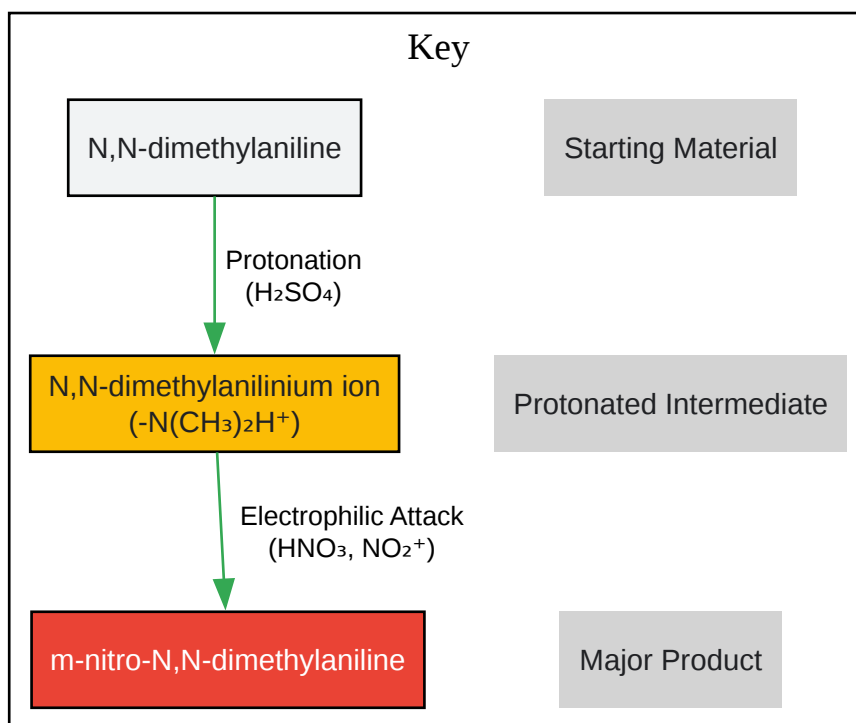 Key
N,N-dimethylaniline
Starting Material
Protonation
(H₂SO₄)
N,N-dimethylanilinium ion
(-N(CH₃)₂H⁺)
Protonated Intermediate
Electrophilic Attack
(HNO₃, NO₂⁺)
m-nitro-N,N-dimethylaniline
Major Product